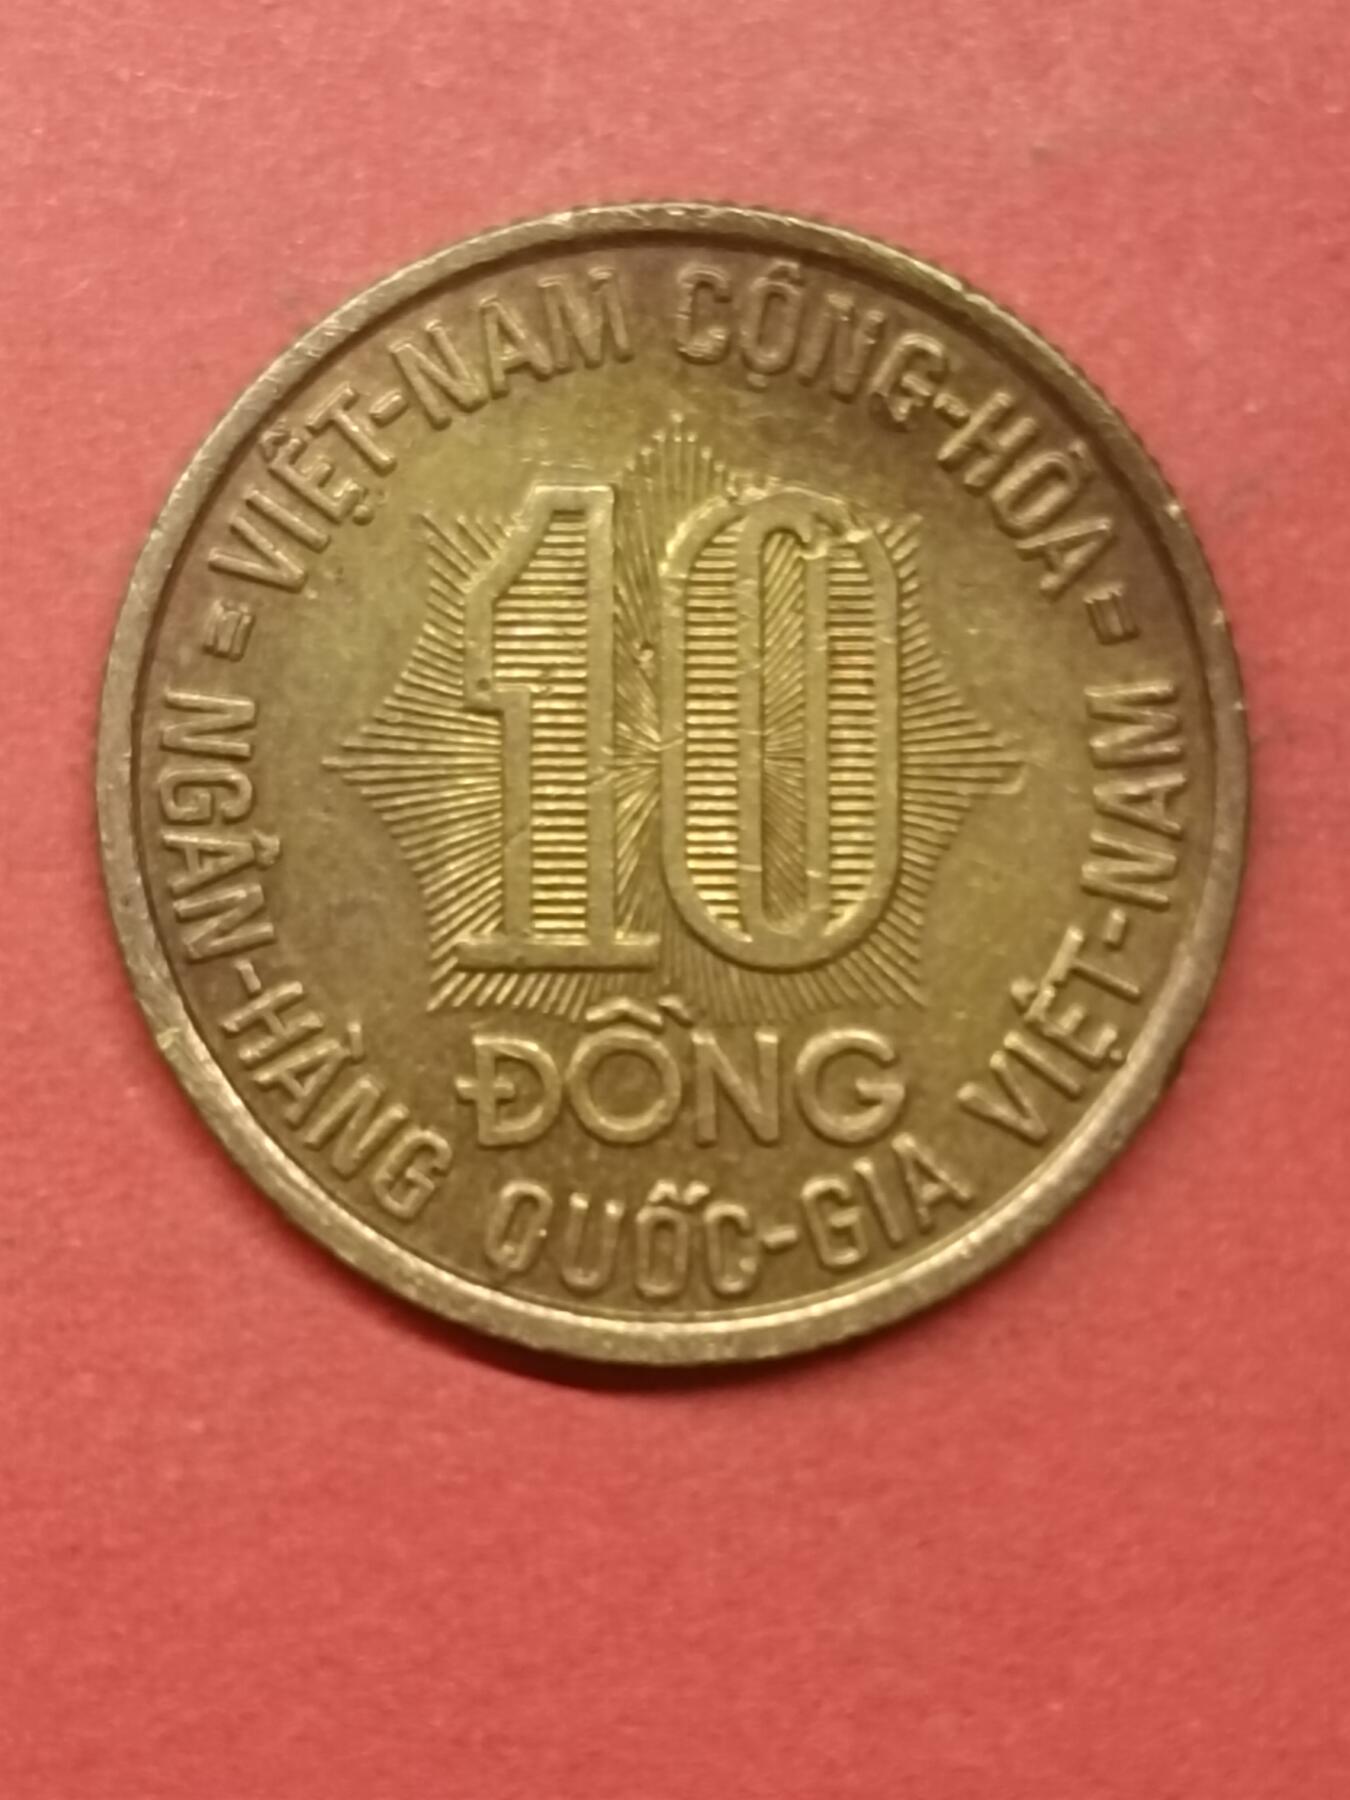 = VIỆT-NAM CỘNG-HÒA =
10
ĐỒNG
NGÂN-HÀNG QUỐC-GIA VIỆT-NAM